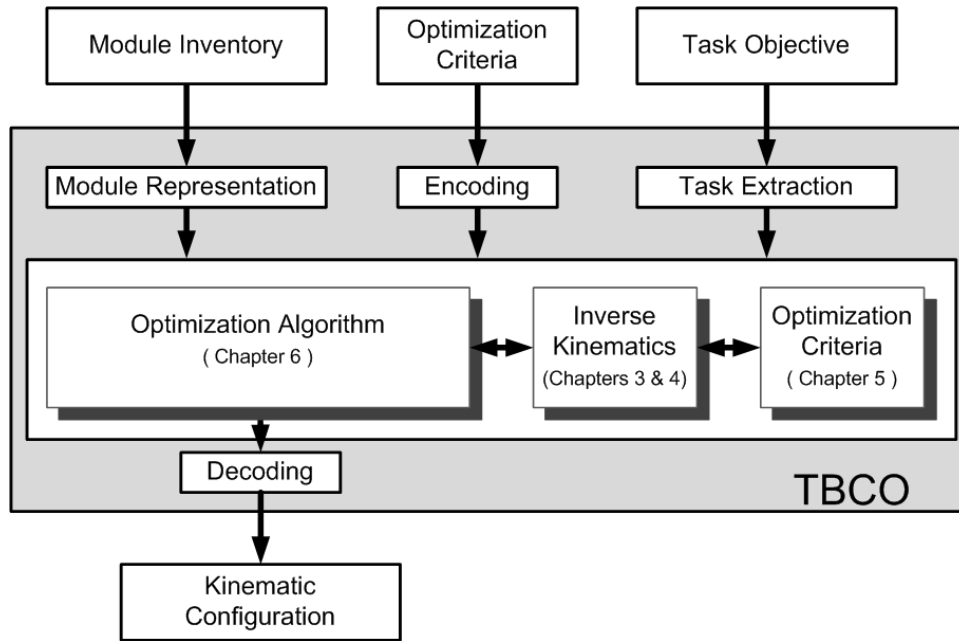 Module Inventory
Optimization
Criteria
Task Objective
Module Representation
Encoding
Task Extraction
Optimization Algorithm
( Chapter 6 )
Inverse
Kinematics
(Chapters 3 & 4)
Optimization
Criteria
( Chapter 5 )
Decoding
TBCO
Kinematic
Configuration